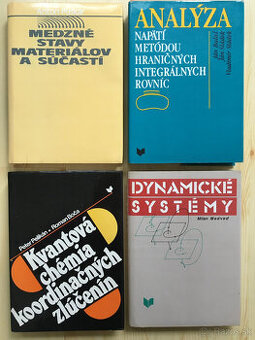 MEDZNÉ
STAVY
MATERIÁLOV
A SÚČASTÍ
ANALÝZA
NAPÄTÍ
METÓDOU
HRANIČNÝCH
INTEGRÁLNYCH
ROVNÍC
Peter Pelikán · Roman Boča
Kvantová
chémia
koordinačných
zlúčenín
DYNAMICKÉ
SYSTÉMY
Milan Medveď